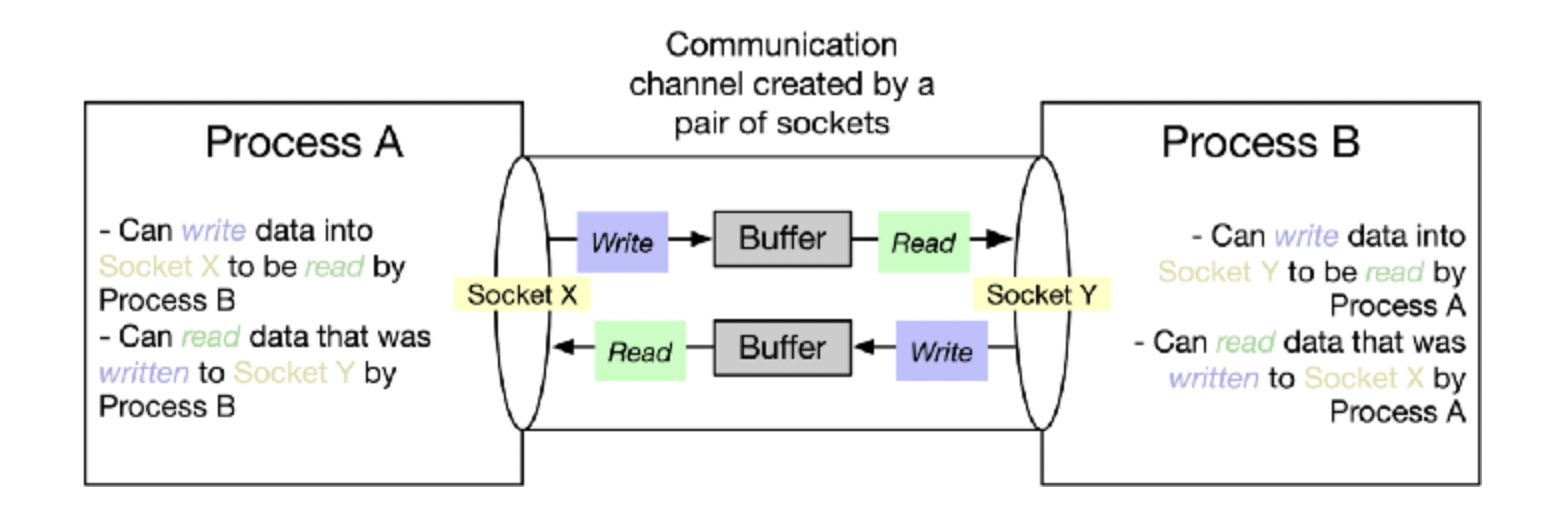 Communication
channel created by a
pair of sockets
Process A
- Can write data into
Socket X to be read by
Process B
- Can read data that was
written to Socket Y by
Process B
Write
Buffer
Read
Socket X
Socket Y
Read
Buffer
Write
Process B
- Can write data into
Socket Y to be read by
Process A
- Can read data that was
written to Socket X by
Process A